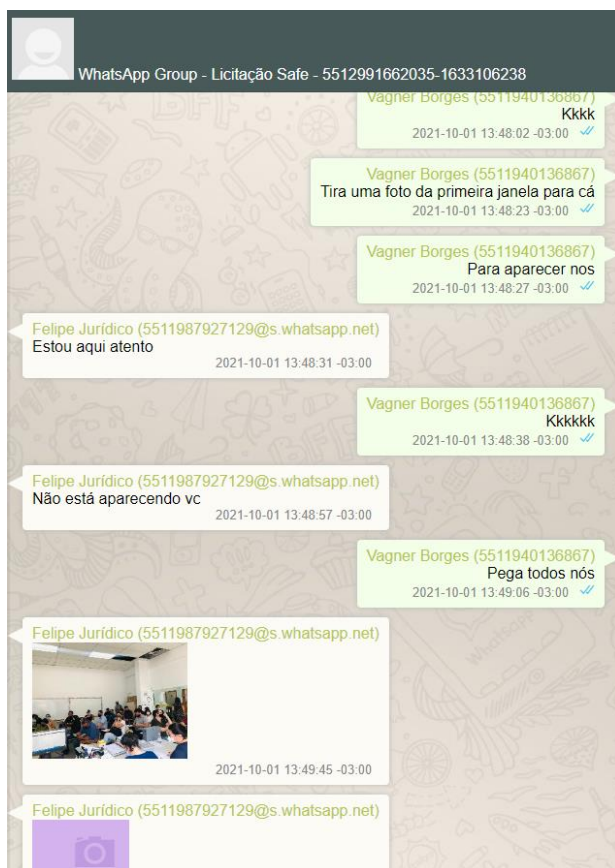 WhatsApp Group - Licitação Safe - 5512991662035-1633106238
Vagner Borges (5511940136867)
Kkkk
2021-10-01 13:48:02 -03:00
Vagner Borges (5511940136867)
Tira uma foto da primeira janela para cá
2021-10-01 13:48:23 -03:00
Vagner Borges (5511940136867)
Para aparecer nos
2021-10-01 13:48:27 -03:00
Felipe Jurídico (5511987927129@s.whatsapp.net)
Estou aqui atento
2021-10-01 13:48:31 -03:00
Vagner Borges (5511940136867)
Kkkkkk
2021-10-01 13:48:38 -03:00
Felipe Jurídico (5511987927129@s.whatsapp.net)
Não está aparecendo vc
2021-10-01 13:48:57 -03:00
Vagner Borges (5511940136867)
Pega todos nós
2021-10-01 13:49:06 -03:00
Felipe Jurídico (5511987927129@s.whatsapp.net)
2021-10-01 13:49:45 -03:00
Felipe Jurídico (5511987927129@s.whatsapp.net)